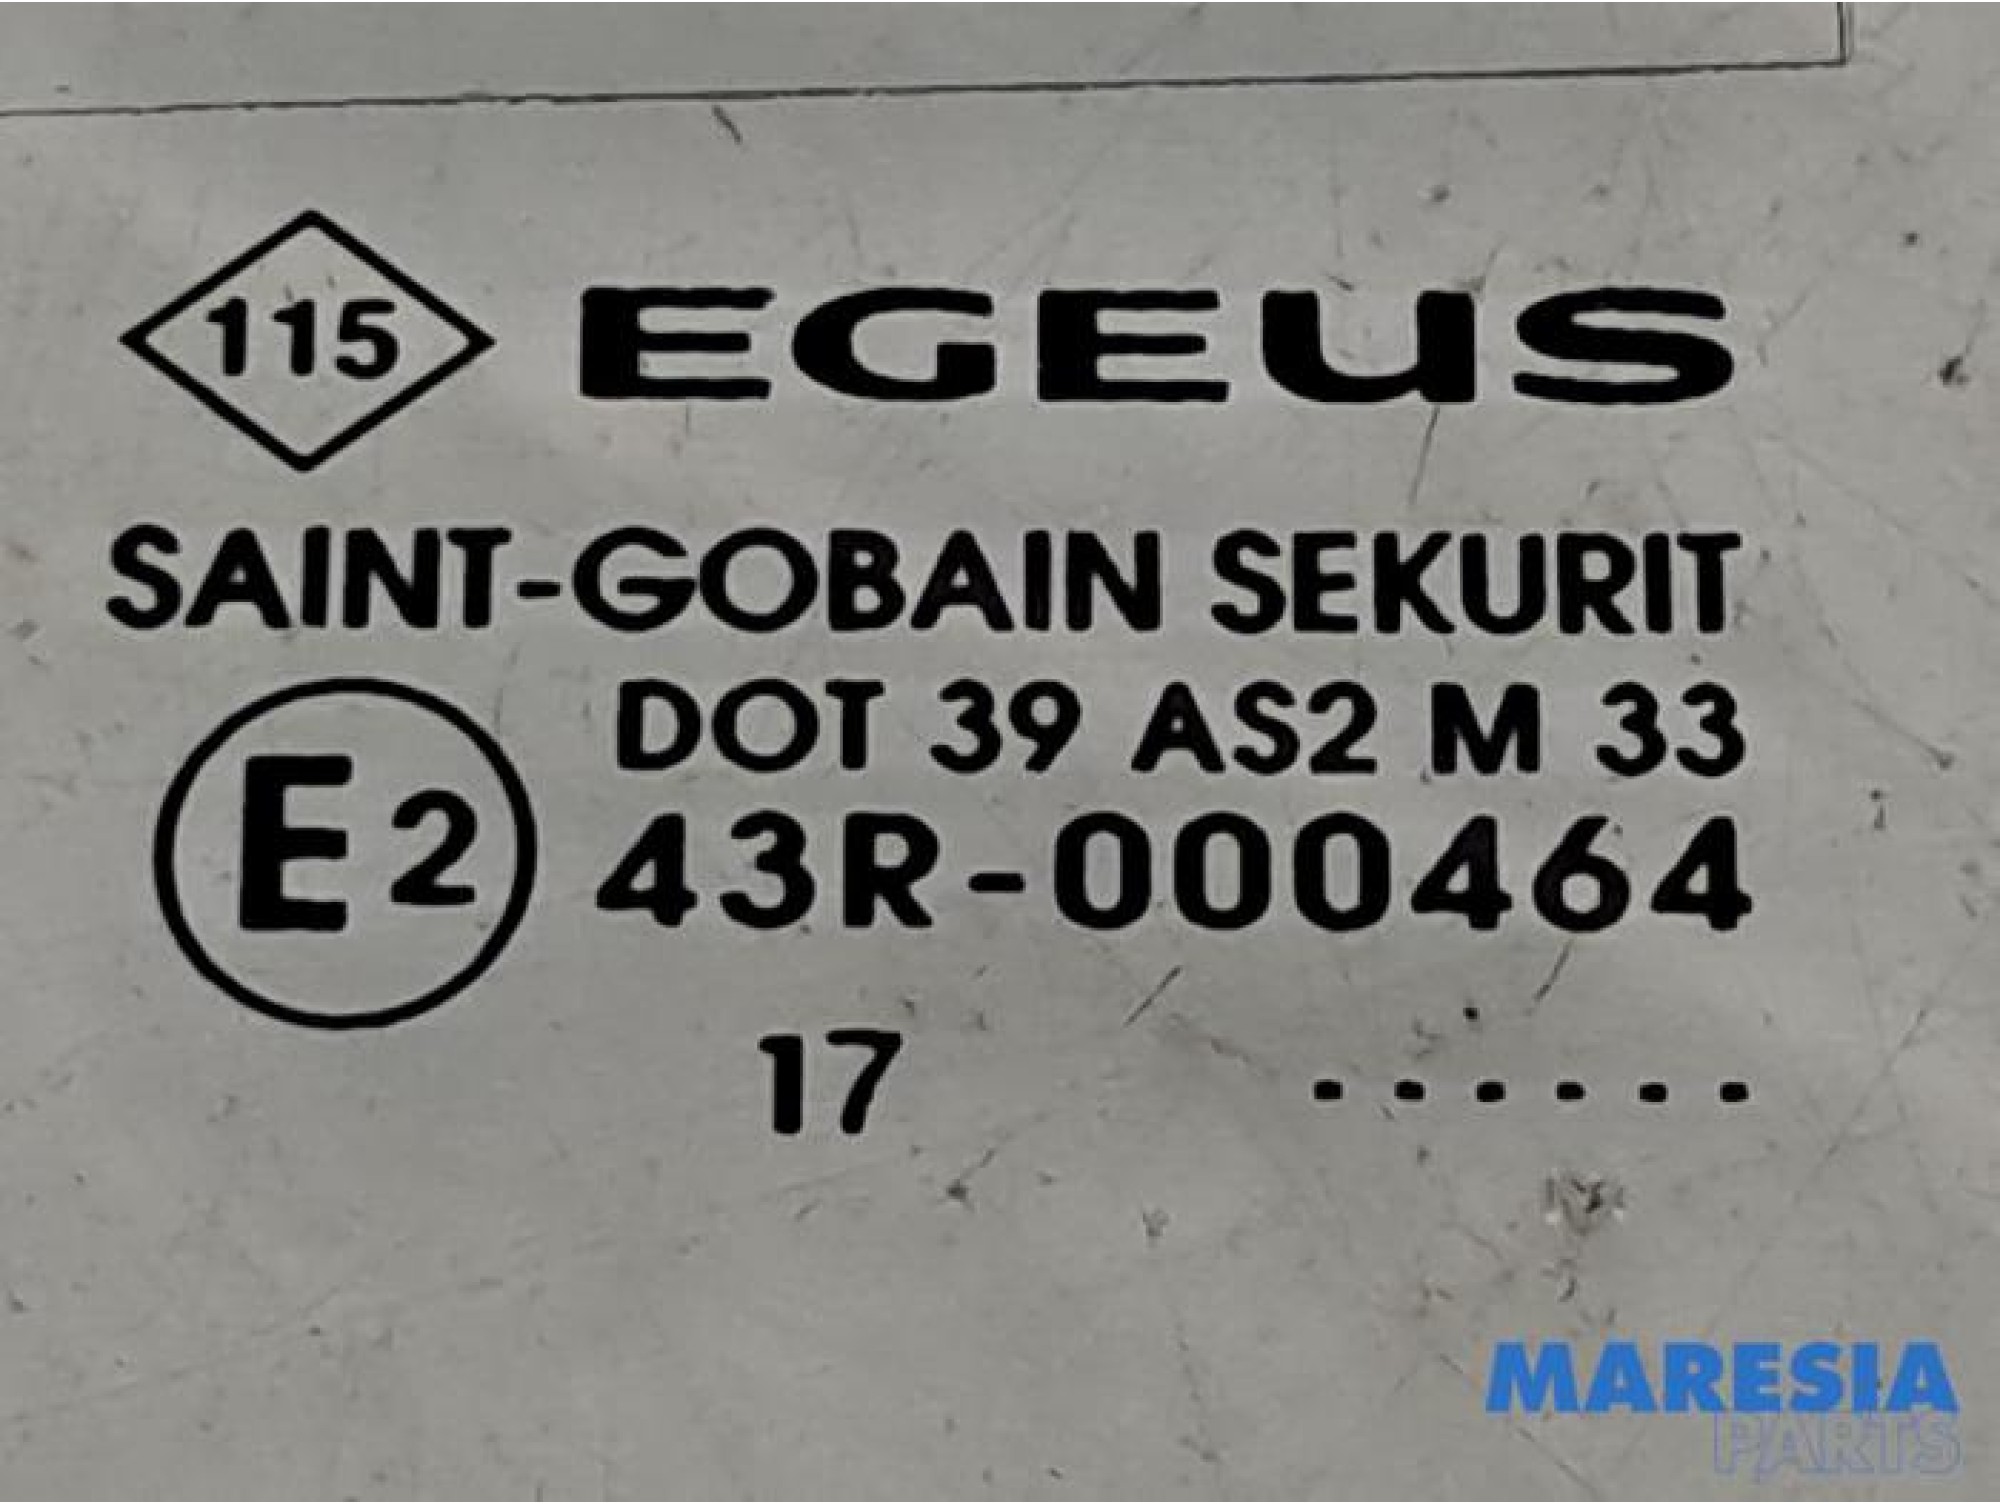 115 EGEUS
SAINT-GOBAIN SEKURIT
DOT 39 AS2 M 33
E2 43R-000464
17 ......
MARESIA
PARTS